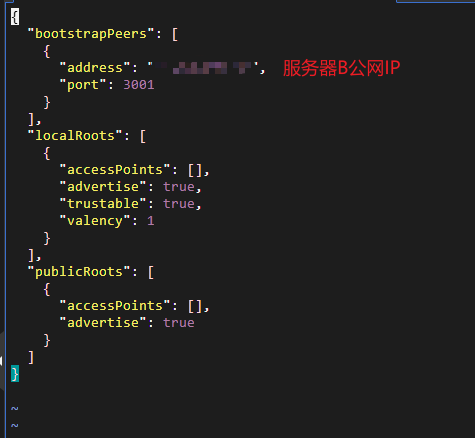 {
  "bootstrapPeers": [
    {
      "address": "", 服务器B公网IP
      "port": 3001
    }
  ],
  "localRoots": [
    {
      "accessPoints": [],
      "advertise": true,
      "trustable": true,
      "valency": 1
    }
  ],
  "publicRoots": [
    {
      "accessPoints": [],
      "advertise": true
    }
  ]
}
~
~